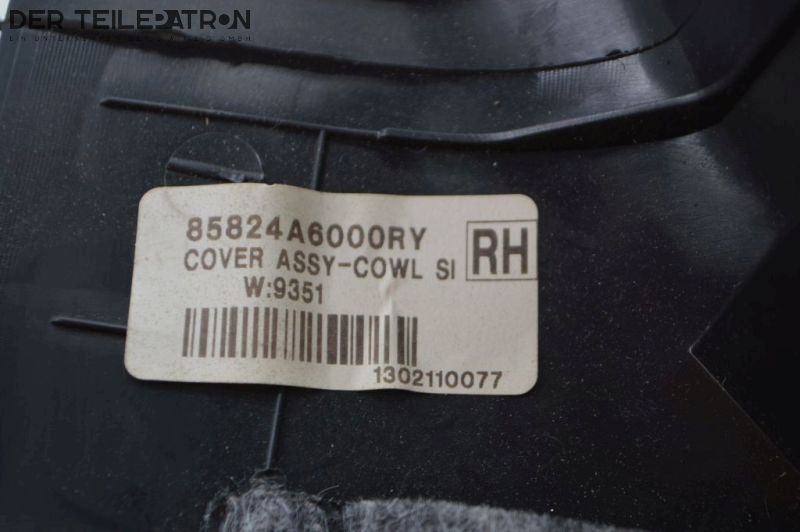 DER TEILEPATRON
85824A6000RY
COVER ASSY-COWL SI
RH
W:9351
1302110077